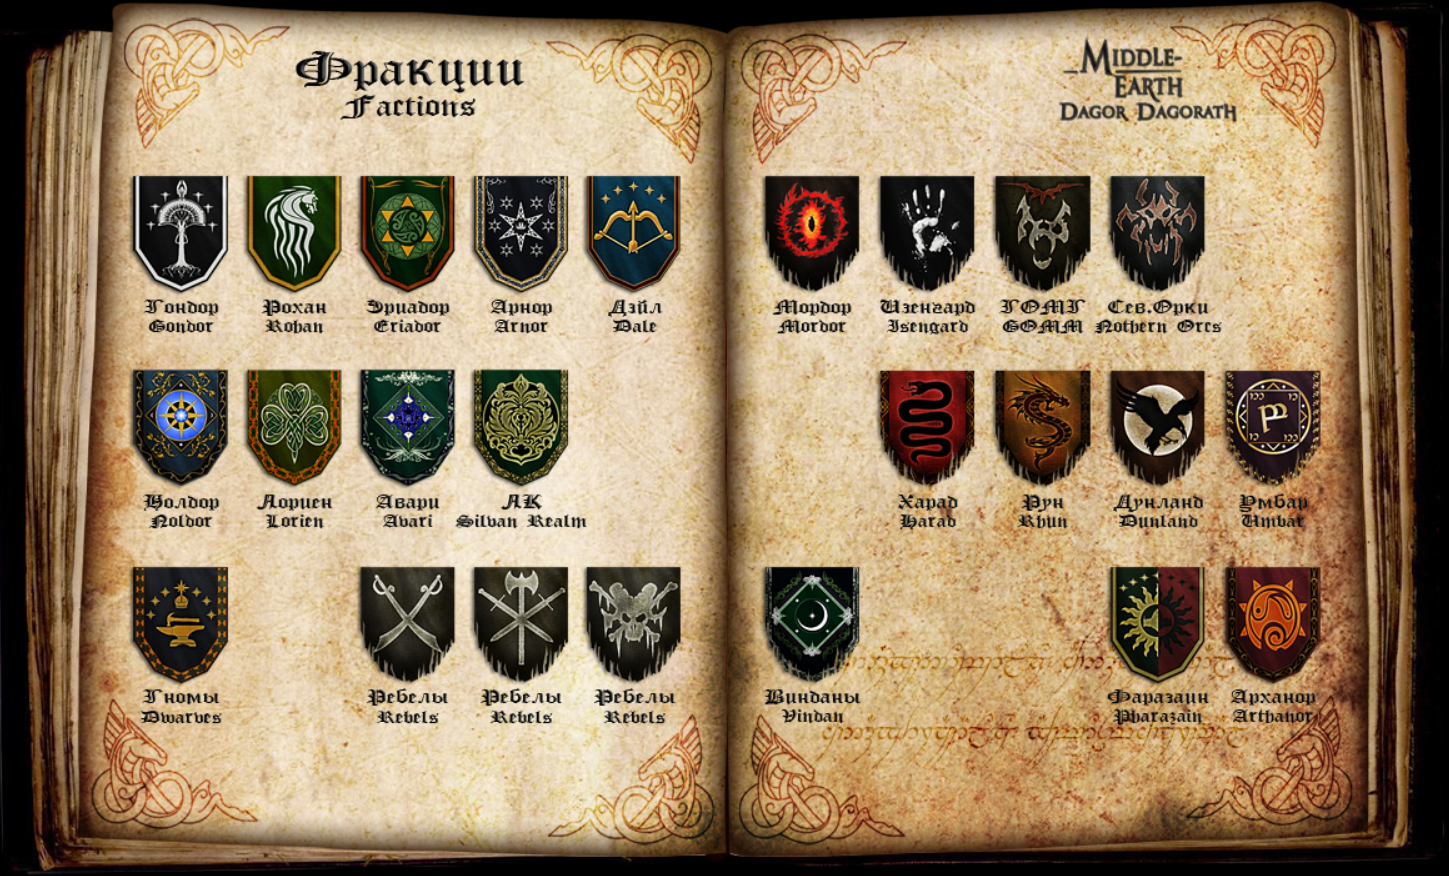 Фракции
Factions
Гондор
Gondor
Рохан
Rohan
Эриадор
Eriador
Арнор
Arnor
Дэйл
Dale
Нолдор
Noldor
Лориен
Lorien
Авари
Avari
ЛК
Silvan Realm
Гномы
Dwarves
Ребелы
Rebels
Ребелы
Rebels
Ребелы
Rebels
MIDDLE-
EARTH
DAGOR DAGORATH
Мордор
Mordor
Изенгард
Isengard
ГОМГ
GOMM
Сев.Орки
Nothern Orcs
Харад
Harad
Рун
Rhun
Дунланд
Dunland
Умбар
Umbar
Винданы
Vindan
Фаразаин
Pharazain
Арханор
Arthanor